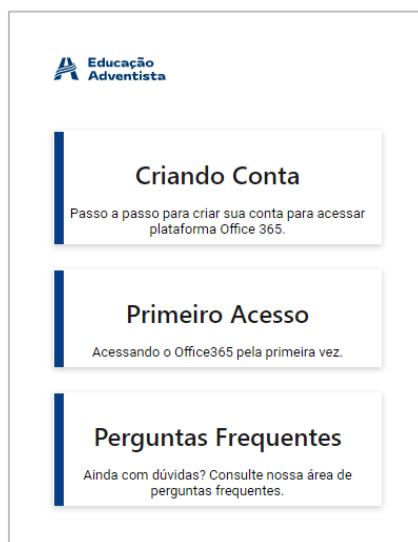 Educação
Adventista
Criando Conta
Passo a passo para criar sua conta para acessar
plataforma Office 365.
Primeiro Acesso
Acessando o Office365 pela primeira vez.
Perguntas Frequentes
Ainda com dúvidas? Consulte nossa área de
perguntas frequentes.